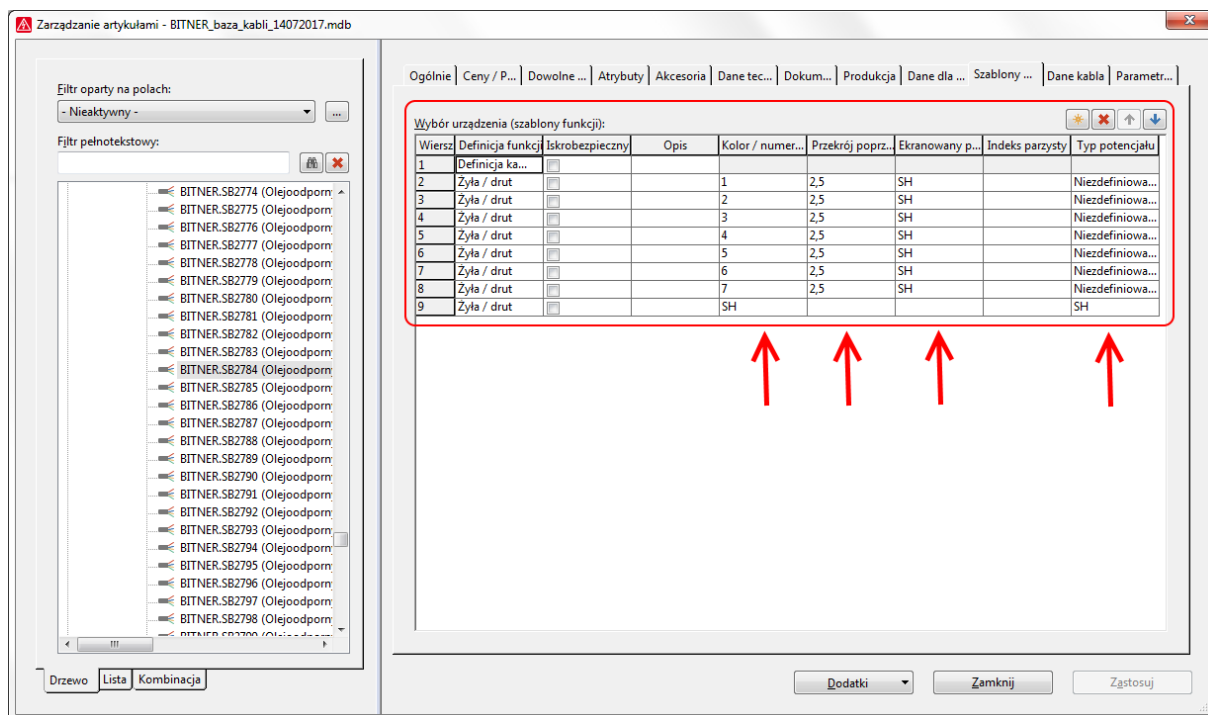 Zarządzanie artykułami - BITNER_baza_kabli_14072017.mdb
Filtr oparty na polach:
- Nieaktywny -
...
Filtr pełnotekstowy:
BITNER.SB2774 (Olejoodporn
BITNER.SB2775 (Olejoodporn
BITNER.SB2776 (Olejoodporn
BITNER.SB2777 (Olejoodporn
BITNER.SB2778 (Olejoodporn
BITNER.SB2779 (Olejoodporn
BITNER.SB2780 (Olejoodporn
BITNER.SB2781 (Olejoodporn
BITNER.SB2782 (Olejoodporn
BITNER.SB2783 (Olejoodporn
BITNER.SB2784 (Olejoodporn
BITNER.SB2785 (Olejoodporn
BITNER.SB2786 (Olejoodporn
BITNER.SB2787 (Olejoodporn
BITNER.SB2788 (Olejoodporn
BITNER.SB2789 (Olejoodporn
BITNER.SB2790 (Olejoodporn
BITNER.SB2791 (Olejoodporn
BITNER.SB2792 (Olejoodporn
BITNER.SB2793 (Olejoodporn
BITNER.SB2794 (Olejoodporn
BITNER.SB2795 (Olejoodporn
BITNER.SB2796 (Olejoodporn
BITNER.SB2797 (Olejoodporn
BITNER.SB2798 (Olejoodporn
Drzewo Lista Kombinacja
Ogólnie Ceny / P... Dowolne ... Atrybuty Akcesoria Dane tec... Dokum... Produkcja Dane dla ... Szablony ... Dane kabla Parametr...
Wybór urządzenia (szablony funkcji):
Wiersz Definicja funkcji Iskrobezpieczny Opis Kolor / numer... Przekrój poprz... Ekranowany p... Indeks parzysty Typ potencjału
1 Definicja ka...
2 Żyła / drut 1 2,5 SH Niezdefiniowa...
3 Żyła / drut 2 2,5 SH Niezdefiniowa...
4 Żyła / drut 3 2,5 SH Niezdefiniowa...
5 Żyła / drut 4 2,5 SH Niezdefiniowa...
6 Żyła / drut 5 2,5 SH Niezdefiniowa...
7 Żyła / drut 6 2,5 SH Niezdefiniowa...
8 Żyła / drut 7 2,5 SH Niezdefiniowa...
9 Żyła / drut SH SH
Dodatki Zamknij Zastosuj